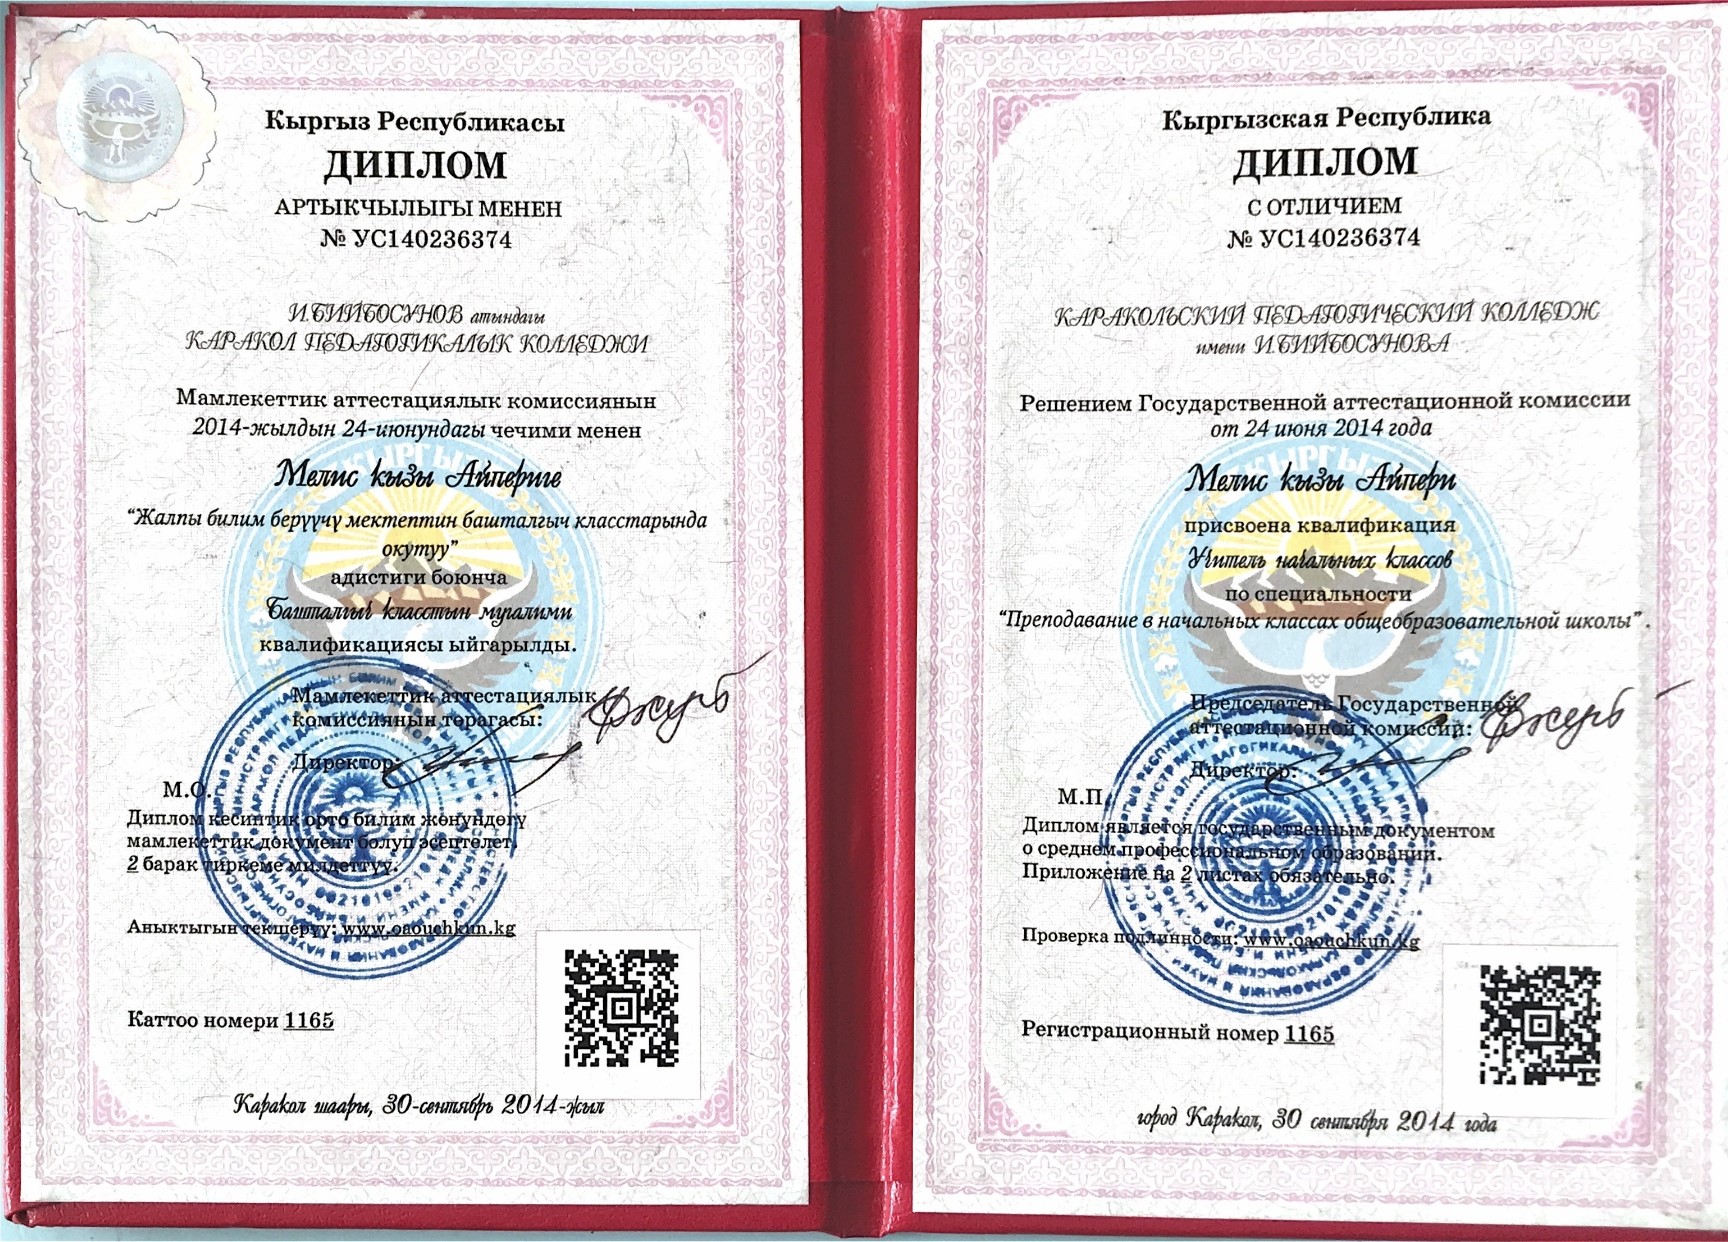 Кыргыз Республикасы
ДИПЛОМ
АРТЫКЧЫЛЫГЫ МЕНЕН
№ УС140236374
И.БИЙБОСУНОВ атындагы
КАРАКОЛ ПЕДАГОГИКАЛЫК КОЛЛЕДЖИ
Мамлекеттик аттестациялык комиссиянын
2014-жылдын 24-июнундагы чечими менен
Мелис кызы Айпериге
“Жалпы билим берүүчү мектептин башталгыч класстарында
окутуу”
адистиги боюнча
Башталгыч класстын мугалими
квалификациясы ыйгарылды.
Мамлекеттик аттестациялык
комиссиянын төрагасы:
Директор:
М.О.
Диплом кесиптик орто билим жөнүндөгү
мамлекеттик документ болуп эсептелет.
2 барак тиркеме милдеттүү.
Аныктыгын текшерүү: www.oaouchkun.kg
Каттоо номери 1165
Каракол шаары, 30-сентябрь 2014-жыл
Кыргызская Республика
ДИПЛОМ
С ОТЛИЧИЕМ
№ УС140236374
КАРАКОЛЬСКИЙ ПЕДАГОГИЧЕСКИЙ КОЛЛЕДЖ
имени И.БИЙБОСУНОВА
Решением Государственной аттестационной комиссии
от 24 июня 2014 года
Мелис кызы Айпери
присвоена квалификация
Учитель начальных классов
по специальности
“Преподавание в начальных классах общеобразовательной школы”.
Председатель Государственной
аттестационной комиссии:
Директор:
М.П.
Диплом является государственным документом
о среднем профессиональном образовании.
Приложение на 2 листах обязательно.
Проверка подлинности: www.oaouchkun.kg
Регистрационный номер 1165
город Каракол, 30 сентября 2014 года